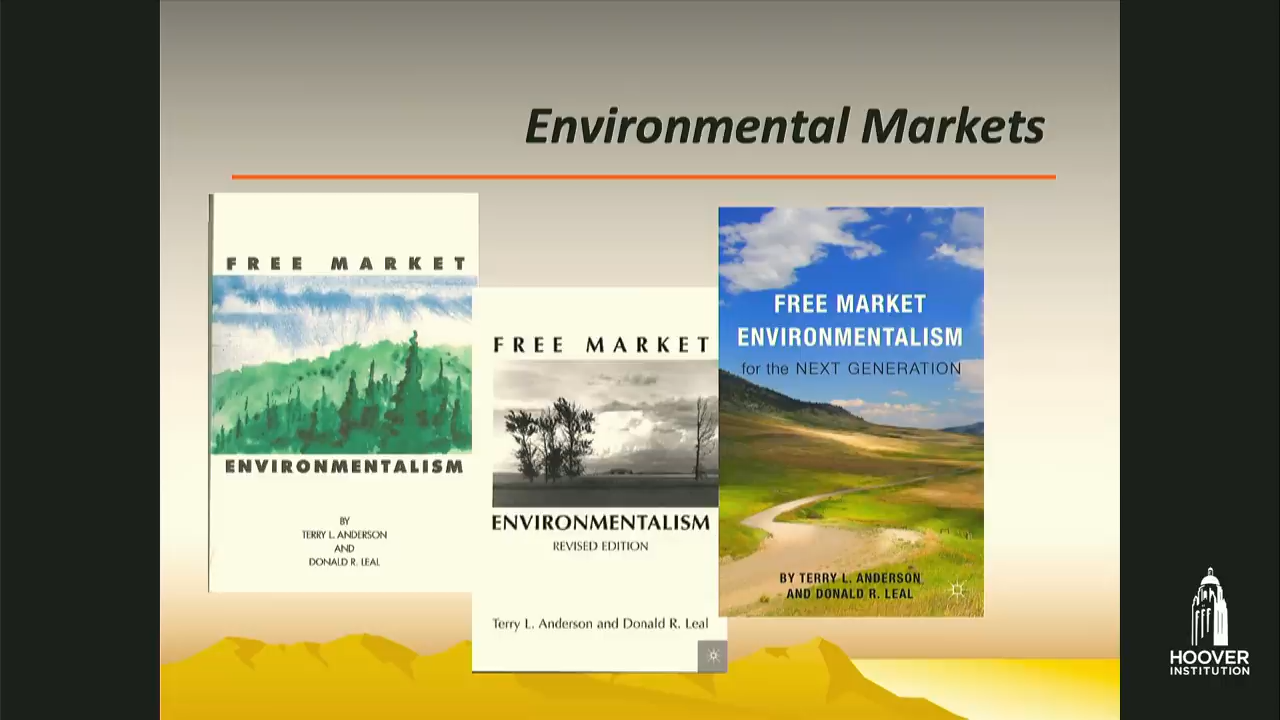 Environmental Markets
FREE MARKET
ENVIRONMENTALISM
BY
TERRY L. ANDERSON
AND
DONALD R. LEAL
FREE MARKET
ENVIRONMENTALISM
REVISED EDITION
Terry L. Anderson and Donald R. Leal
FREE MARKET
ENVIRONMENTALISM
for the NEXT GENERATION
BY TERRY L. ANDERSON
AND DONALD R. LEAL
HOOVER
INSTITUTION